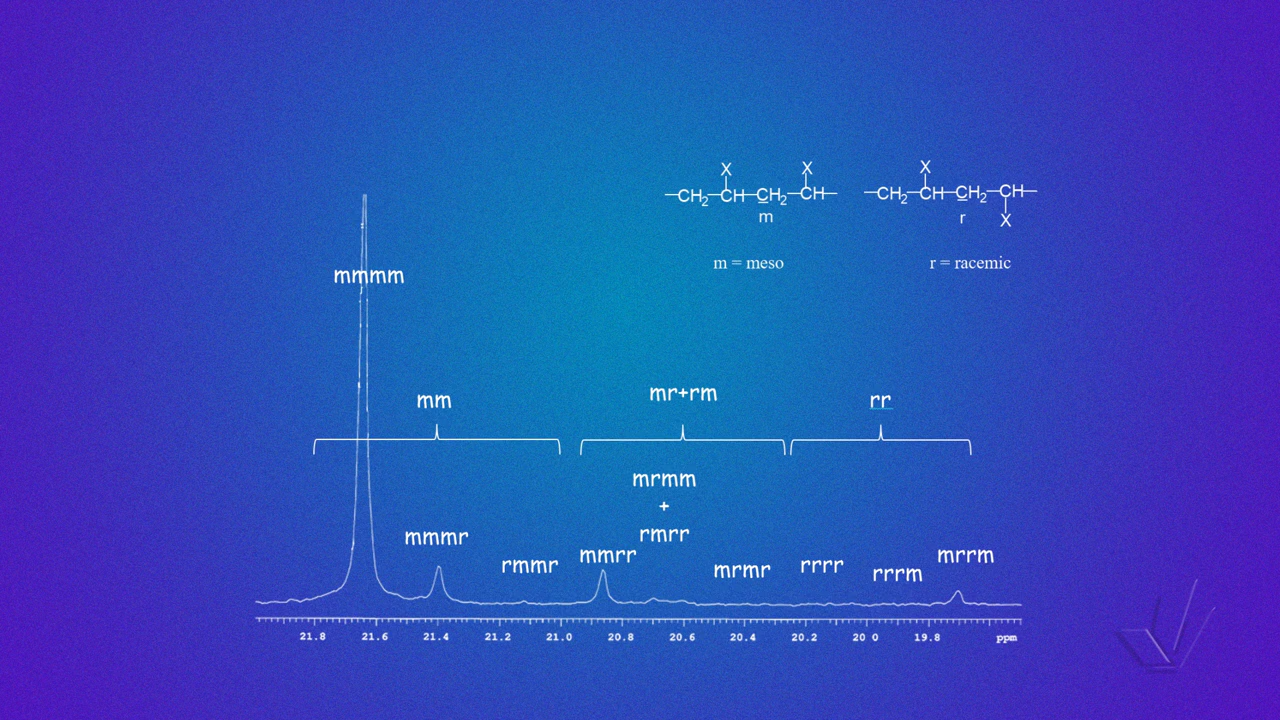 X X X
—CH2—CH—CH2—CH— —CH2—CH—CH2—CH—
m r X
m = meso r = racemic
mmmm
mm mr+rm rr
mrmm
+
rmrr
mmmr rmmr mmrr mrmr rrrr rrrm mrrm
21.8 21.6 21.4 21.2 21.0 20.8 20.6 20.4 20.2 20 0 19.8 ppm